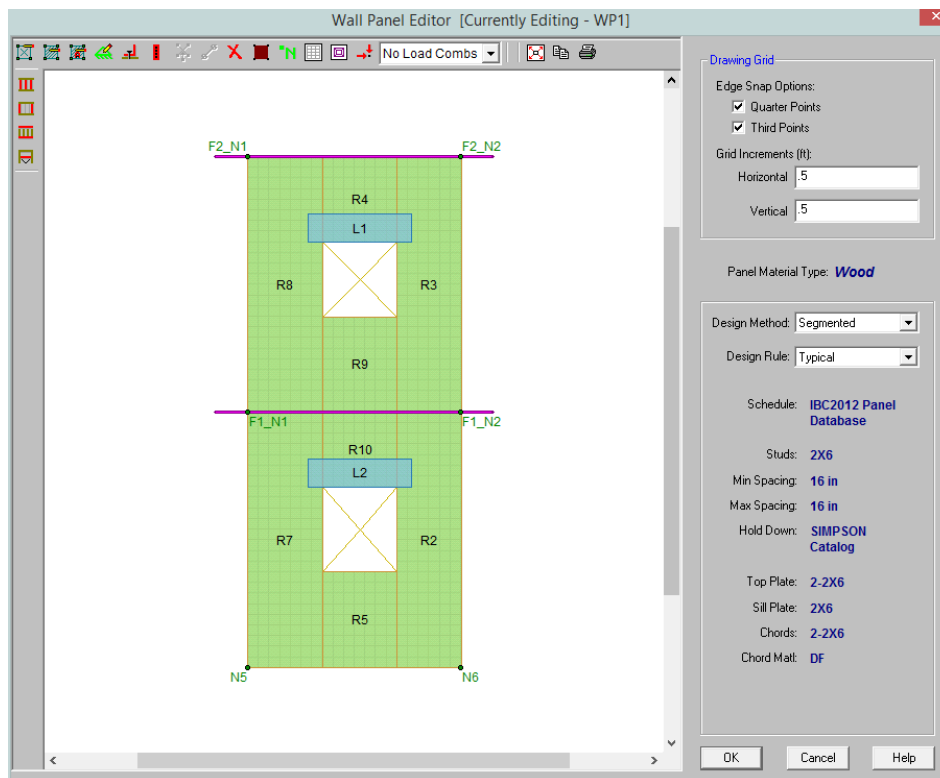 Wall Panel Editor [Currently Editing - WP1]
No Load Combs
Drawing Grid
Edge Snap Options:
Quarter Points
Third Points
Grid Increments (ft):
Horizontal .5
Vertical .5
Panel Material Type: Wood
Design Method: Segmented
Design Rule: Typical
Schedule: IBC2012 Panel
Database
Studs: 2X6
Min Spacing: 16 in
Max Spacing: 16 in
Hold Down: SIMPSON
Catalog
Top Plate: 2-2X6
Sill Plate: 2X6
Chords: 2-2X6
Chord Matl: DF
OK Cancel Help
F2_N1 F2_N2
R4
L1
R8 R3
R9
F1_N1 F1_N2
R10
L2
R7 R2
R5
N5 N6